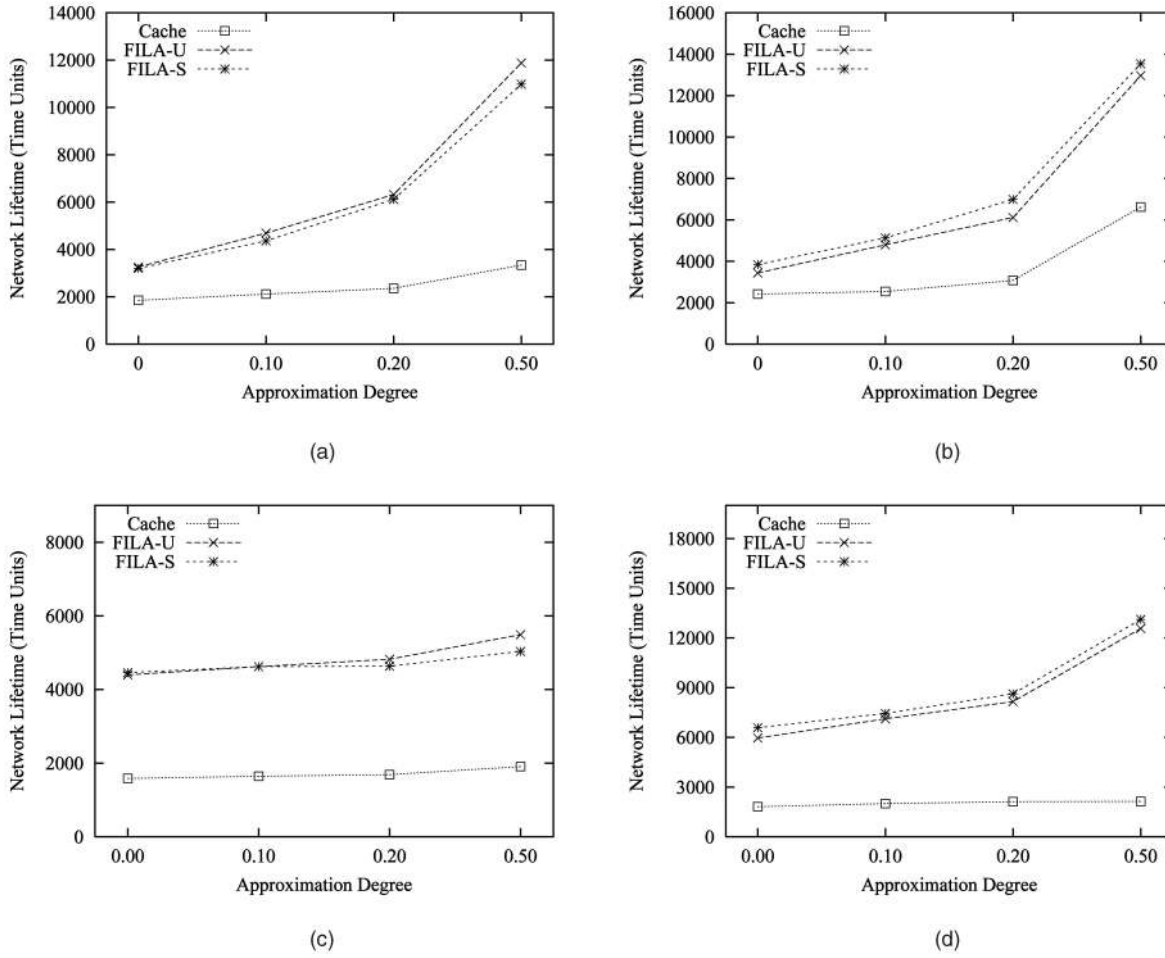 Network Lifetime (Time Units)
14000
12000
10000
8000
6000
4000
2000
0
Cache
FILA-U
FILA-S
0 0.10 0.20 0.50
Approximation Degree
(a)
Network Lifetime (Time Units)
16000
14000
12000
10000
8000
6000
4000
2000
0
Cache
FILA-U
FILA-S
0 0.10 0.20 0.50
Approximation Degree
(b)
Network Lifetime (Time Units)
8000
6000
4000
2000
0
Cache
FILA-U
FILA-S
0.00 0.10 0.20 0.50
Approximation Degree
(c)
Network Lifetime (Time Units)
18000
15000
12000
9000
6000
3000
0
Cache
FILA-U
FILA-S
0.00 0.10 0.20 0.50
Approximation Degree
(d)